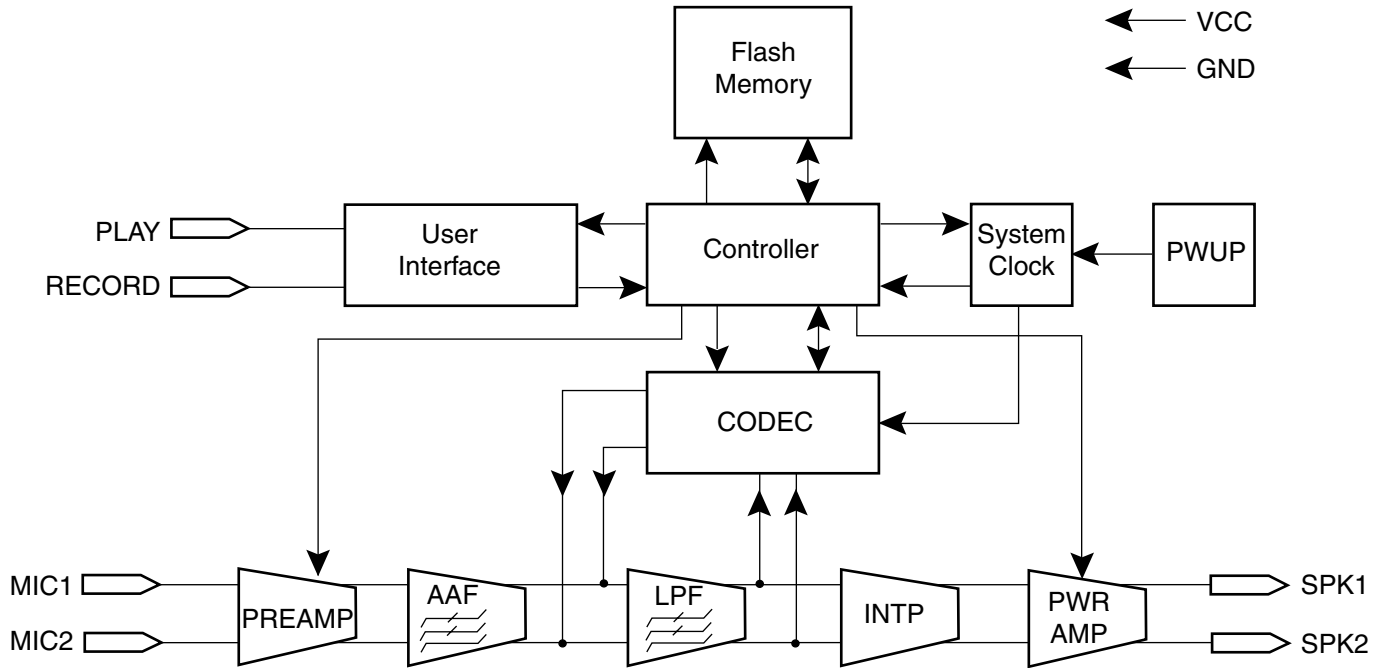 Flash
Memory
VCC
GND
PLAY
RECORD
User
Interface
Controller
System
Clock
PWUP
CODEC
MIC1
MIC2
PREAMP
AAF
LPF
INTP
PWR
AMP
SPK1
SPK2